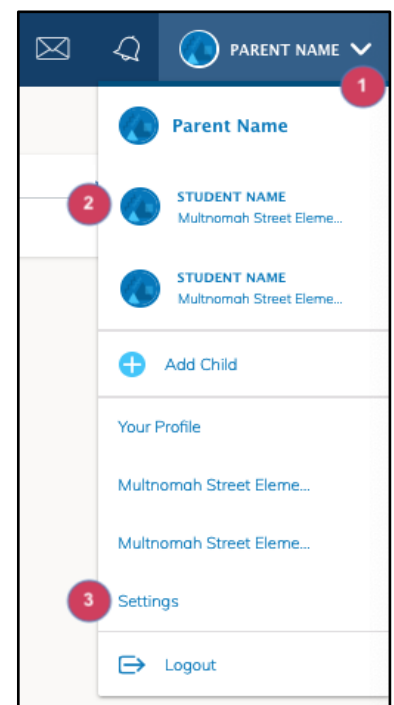 PARENT NAME
1
Parent Name
2
STUDENT NAME
Multnomah Street Eleme...
STUDENT NAME
Multnomah Street Eleme...
Add Child
Your Profile
Multnomah Street Eleme...
Multnomah Street Eleme...
3
Settings
Logout